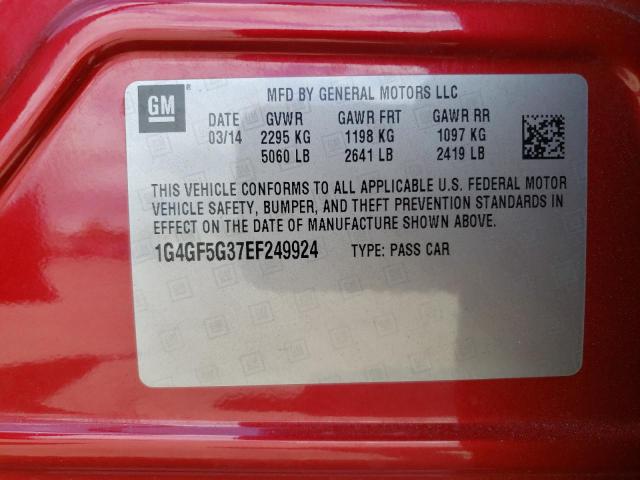 MFD BY GENERAL MOTORS LLC
GM
DATE GVWR GAWR FRT GAWR RR
03/14 2295 KG 1198 KG 1097 KG
5060 LB 2641 LB 2419 LB
THIS VEHICLE CONFORMS TO ALL APPLICABLE U.S. FEDERAL MOTOR
VEHICLE SAFETY, BUMPER, AND THEFT PREVENTION STANDARDS
IN EFFECT ON THE DATE OF MANUFACTURE SHOWN ABOVE.
1G4GF5G37EF249924 TYPE: PASS CAR